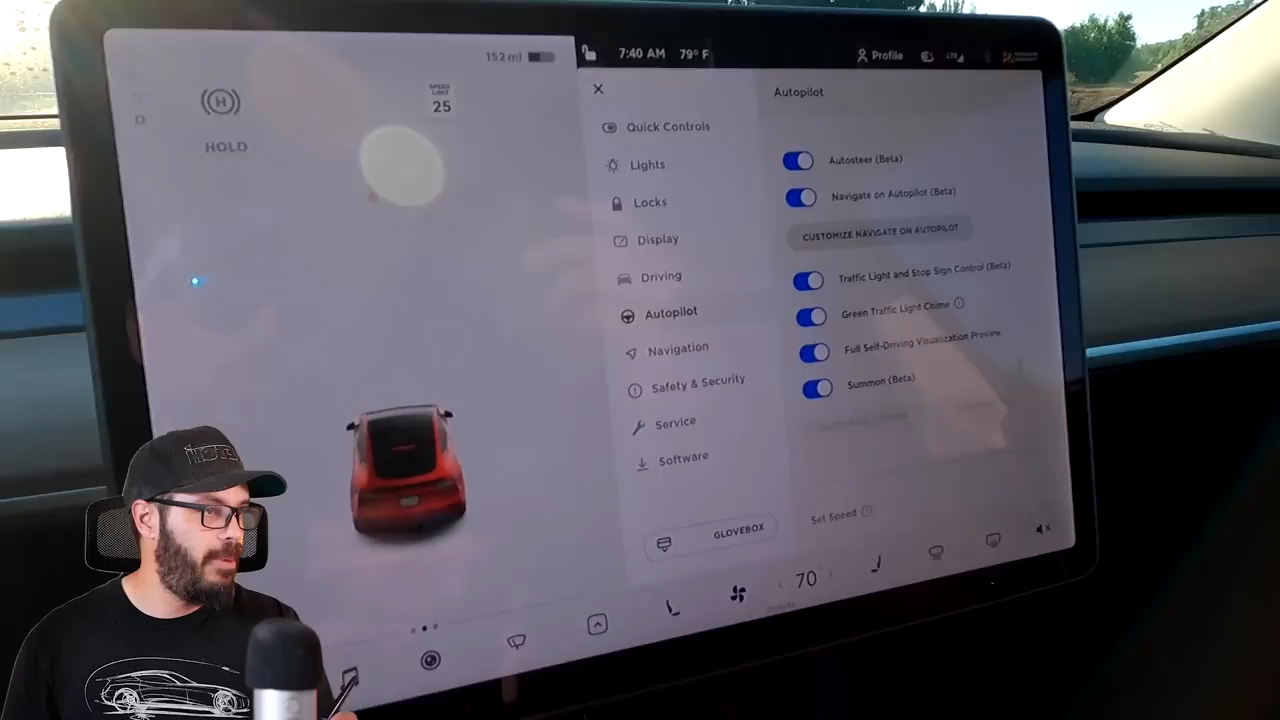 152 mi
7:40 AM 79° F
Profile
LTE
D
H
HOLD
SPEED LIMIT
25
Quick Controls
Lights
Locks
Display
Driving
Autopilot
Navigation
Safety & Security
Service
Software
GLOVEBOX
Autopilot
Autosteer (Beta)
Navigate on Autopilot (Beta)
CUSTOMIZE NAVIGATE ON AUTOPILOT
Traffic Light and Stop Sign Control (Beta)
Green Traffic Light Chime
Full Self-Driving Visualization Preview
Summon (Beta)
Set Speed
70